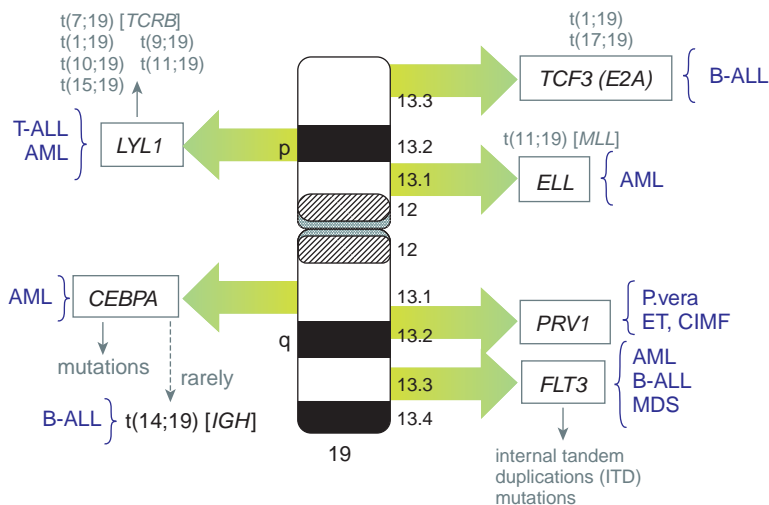 t(7;19) [TCRB]
t(1;19) t(9;19)
t(10;19) t(11;19)
t(15;19)
T-ALL
AML
LYL1
p
13.3
13.2
13.1
12
12
13.1
13.2
13.3
13.4
q
19
t(1;19)
t(17;19)
TCF3 (E2A)
B-ALL
t(11;19) [MLL]
ELL
AML
AML
CEBPA
mutations
rarely
B-ALL
t(14;19) [IGH]
PRV1
P.vera
ET, CIMF
FLT3
AML
B-ALL
MDS
internal tandem
duplications (ITD)
mutations